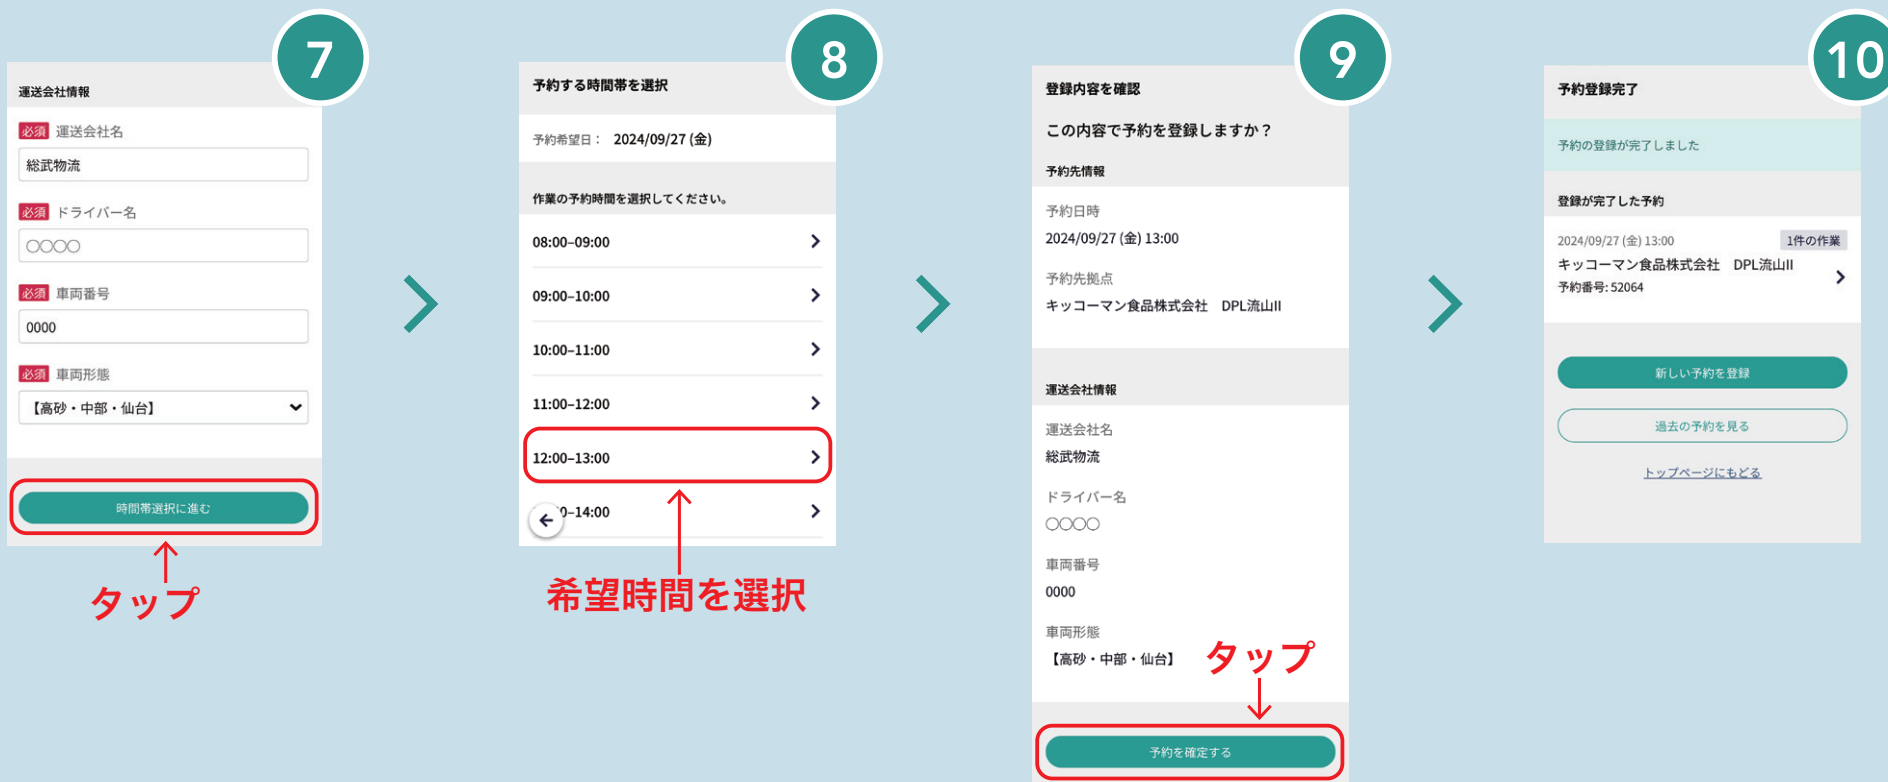 7
運送会社情報
必須 運送会社名
総武物流
必須 ドライバー名
○○○○
必須 車両番号
0000
必須 車両形態
【高砂・中部・仙台】
時間帯選択に進む
タップ
8
予約する時間帯を選択
予約希望日： 2024/09/27 (金)
作業の予約時間を選択してください。
08:00–09:00
09:00–10:00
10:00–11:00
11:00–12:00
12:00–13:00
0–14:00
希望時間を選択
9
登録内容を確認
この内容で予約を登録しますか？
予約先情報
予約日時
2024/09/27 (金) 13:00
予約先拠点
キッコーマン食品株式会社　DPL流山II
運送会社情報
運送会社名
総武物流
ドライバー名
○○○○
車両番号
0000
車両形態
【高砂・中部・仙台】
タップ
予約を確定する
10
予約登録完了
予約の登録が完了しました
登録が完了した予約
2024/09/27 (金) 13:00 1件の作業
キッコーマン食品株式会社　DPL流山II
予約番号: 52064
新しい予約を登録
過去の予約を見る
トップページにもどる